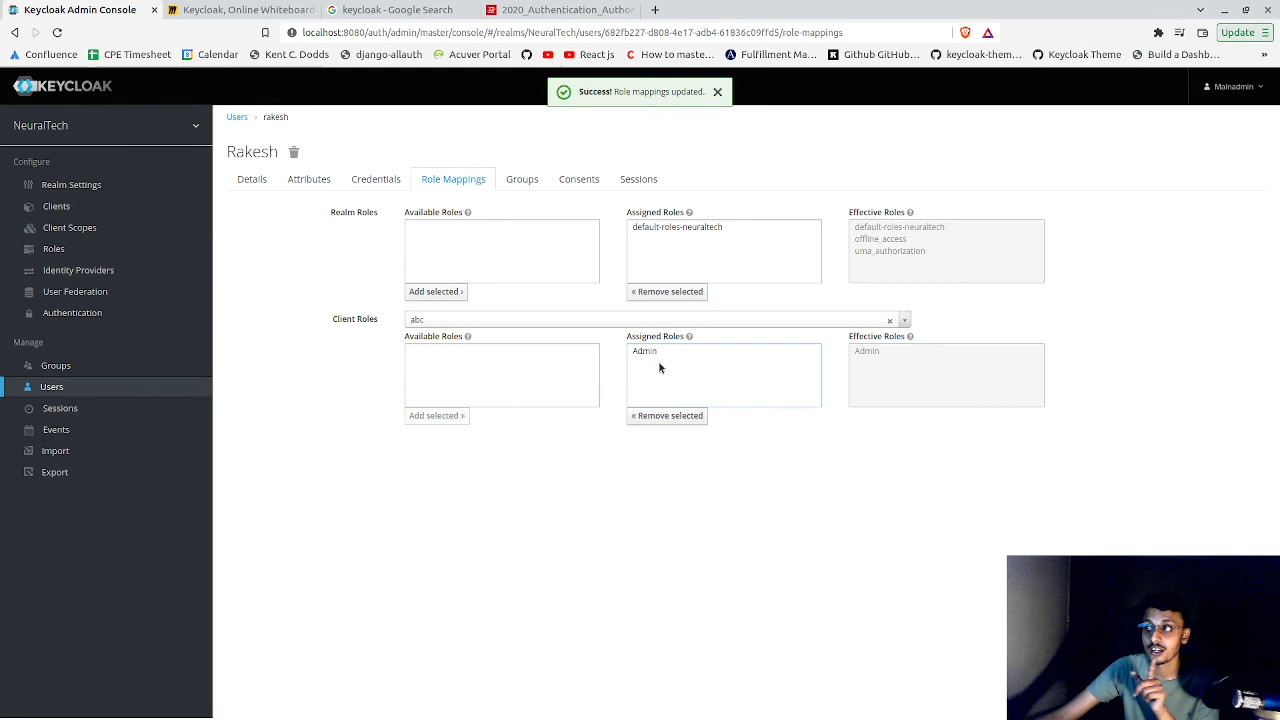 Keycloak Admin Console
Keycloak, Online Whiteboard
keycloak - Google Search
2020_Authentication_Author
localhost:8080/auth/admin/master/console/#/realms/NeuralTech/users/682fb227-d808-4e17-adb4-61836c09ffd5/role-mappings
Update
Confluence
CPE Timesheet
Calendar
Kent C. Dodds
django-allauth
Acuver Portal
React js
How to maste...
Fulfillment Ma...
Github GitHub...
keycloak-them...
Keycloak Theme
Build a Dashb...
KEYCLOAK
Success! Role mappings updated.
Mainadmin
NeuralTech
Configure
Realm Settings
Clients
Client Scopes
Roles
Identity Providers
User Federation
Authentication
Manage
Groups
Users
Sessions
Events
Import
Export
Users > rakesh
Rakesh
Details
Attributes
Credentials
Role Mappings
Groups
Consents
Sessions
Realm Roles
Available Roles
Add selected ›
Assigned Roles
default-roles-neuraltech
« Remove selected
Effective Roles
default-roles-neuraltech
offline_access
uma_authorization
Client Roles
abc
Available Roles
Add selected »
Assigned Roles
Admin
« Remove selected
Effective Roles
Admin